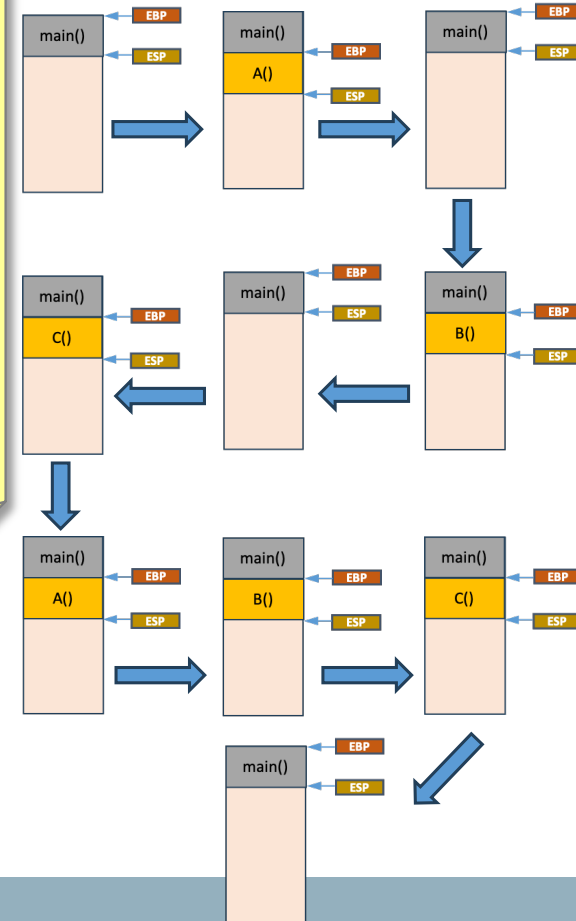 main()
EBP
ESP
main()
A()
EBP
ESP
main()
EBP
ESP
main()
C()
EBP
ESP
main()
EBP
ESP
main()
B()
EBP
ESP
main()
A()
EBP
ESP
main()
B()
EBP
ESP
main()
C()
EBP
ESP
main()
EBP
ESP